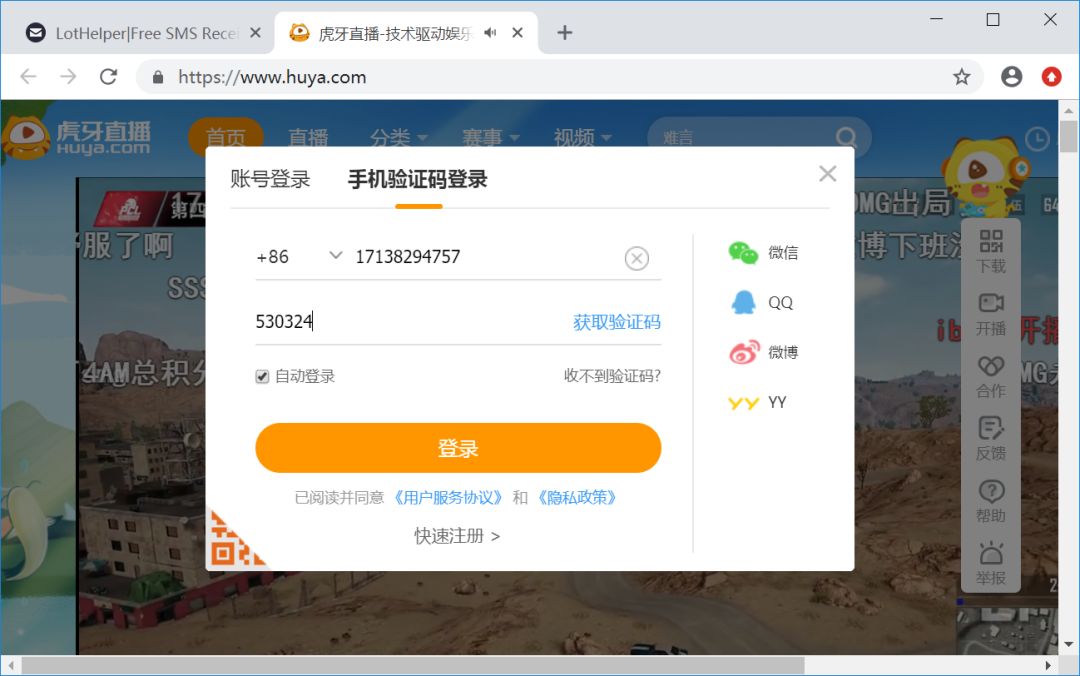 LotHelper|Free SMS Recei
虎牙直播-技术驱动娱乐
https://www.huya.com
虎牙直播
HUYA.com
首页 直播 分类 赛事 视频 难言
账号登录 手机验证码登录
+86 17138294757
530324
获取验证码
自动登录 收不到验证码?
登录
已阅读并同意 《用户服务协议》 和 《隐私政策》
快速注册 >
微信
QQ
微博
YY
PCL
服了啊
SSS
4AM总积分
OMG出局
博下班
下载
开播
合作
反馈
帮助
举报